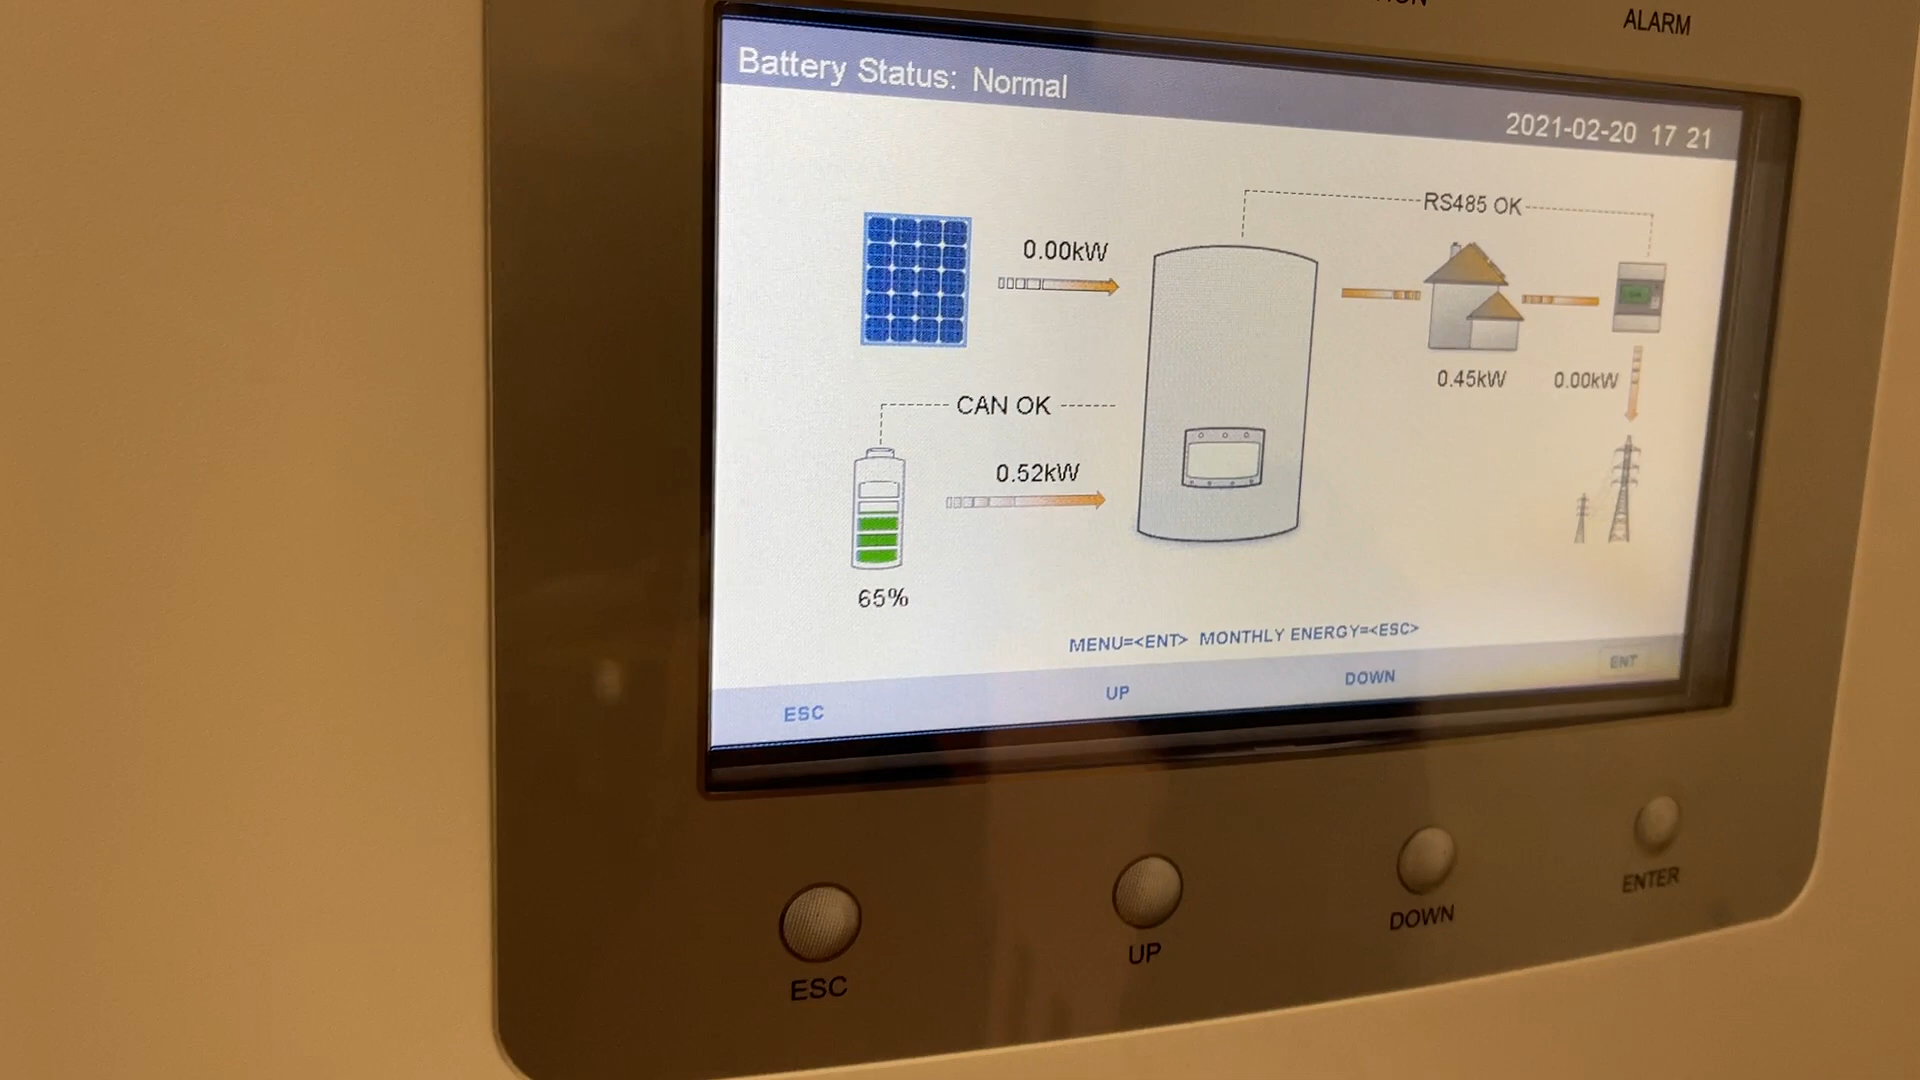 ALARM
Battery Status: Normal
2021-02-20 17 21
RS485 OK
0.00kW
0.45kW
0.00kW
CAN OK
0.52kW
65%
MENU=<ENT> MONTHLY ENERGY=<ESC>
ESC
UP
DOWN
ENT
ESC
UP
DOWN
ENTER